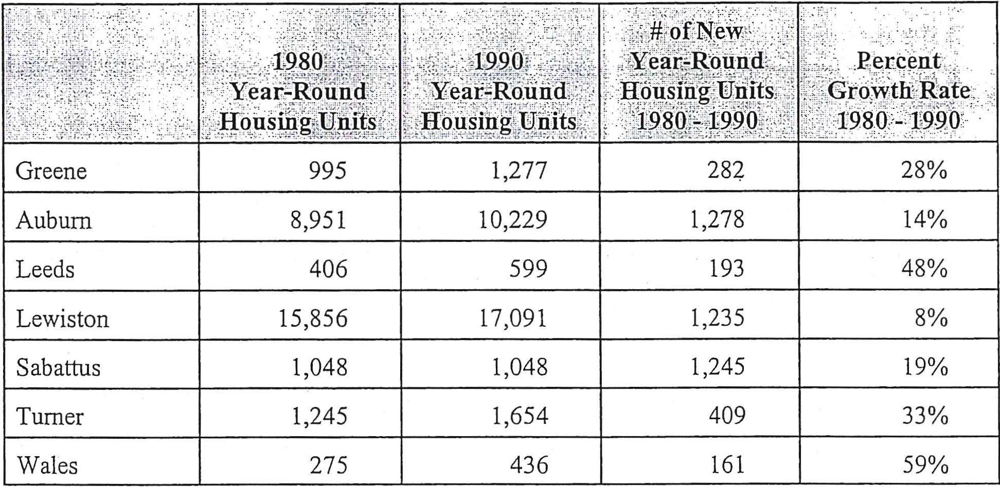 1980 Year-Round Housing Units
1990 Year-Round Housing Units
# of New Year-Round Housing Units 1980 - 1990
Percent Growth Rate 1980 - 1990
Greene 995 1,277 282 28%
Auburn 8,951 10,229 1,278 14%
Leeds 406 599 193 48%
Lewiston 15,856 17,091 1,235 8%
Sabattus 1,048 1,048 1,245 19%
Turner 1,245 1,654 409 33%
Wales 275 436 161 59%